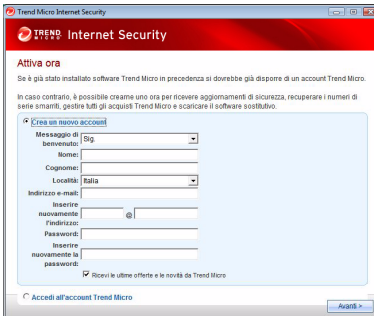 Trend Micro Internet Security
TREND MICRO Internet Security
Attiva ora
Se è già stato installato software Trend Micro in precedenza si dovrebbe già disporre di un account Trend Micro.
In caso contrario, è possibile crearne uno ora per ricevere aggiornamenti di sicurezza, recuperare i numeri di
serie smarriti, gestire tutti gli acquisti Trend Micro e scaricare il software sostitutivo.
Crea un nuovo account
Messaggio di
benvenuto:
Sig.
Nome:
Cognome:
Località:
Italia
Indirizzo e-mail:
Inserire
nuovamente
l'indirizzo:
@
Password:
Inserire
nuovamente la
password:
Ricevi le ultime offerte e le novità da Trend Micro
Accedi all'account Trend Micro
Avanti >